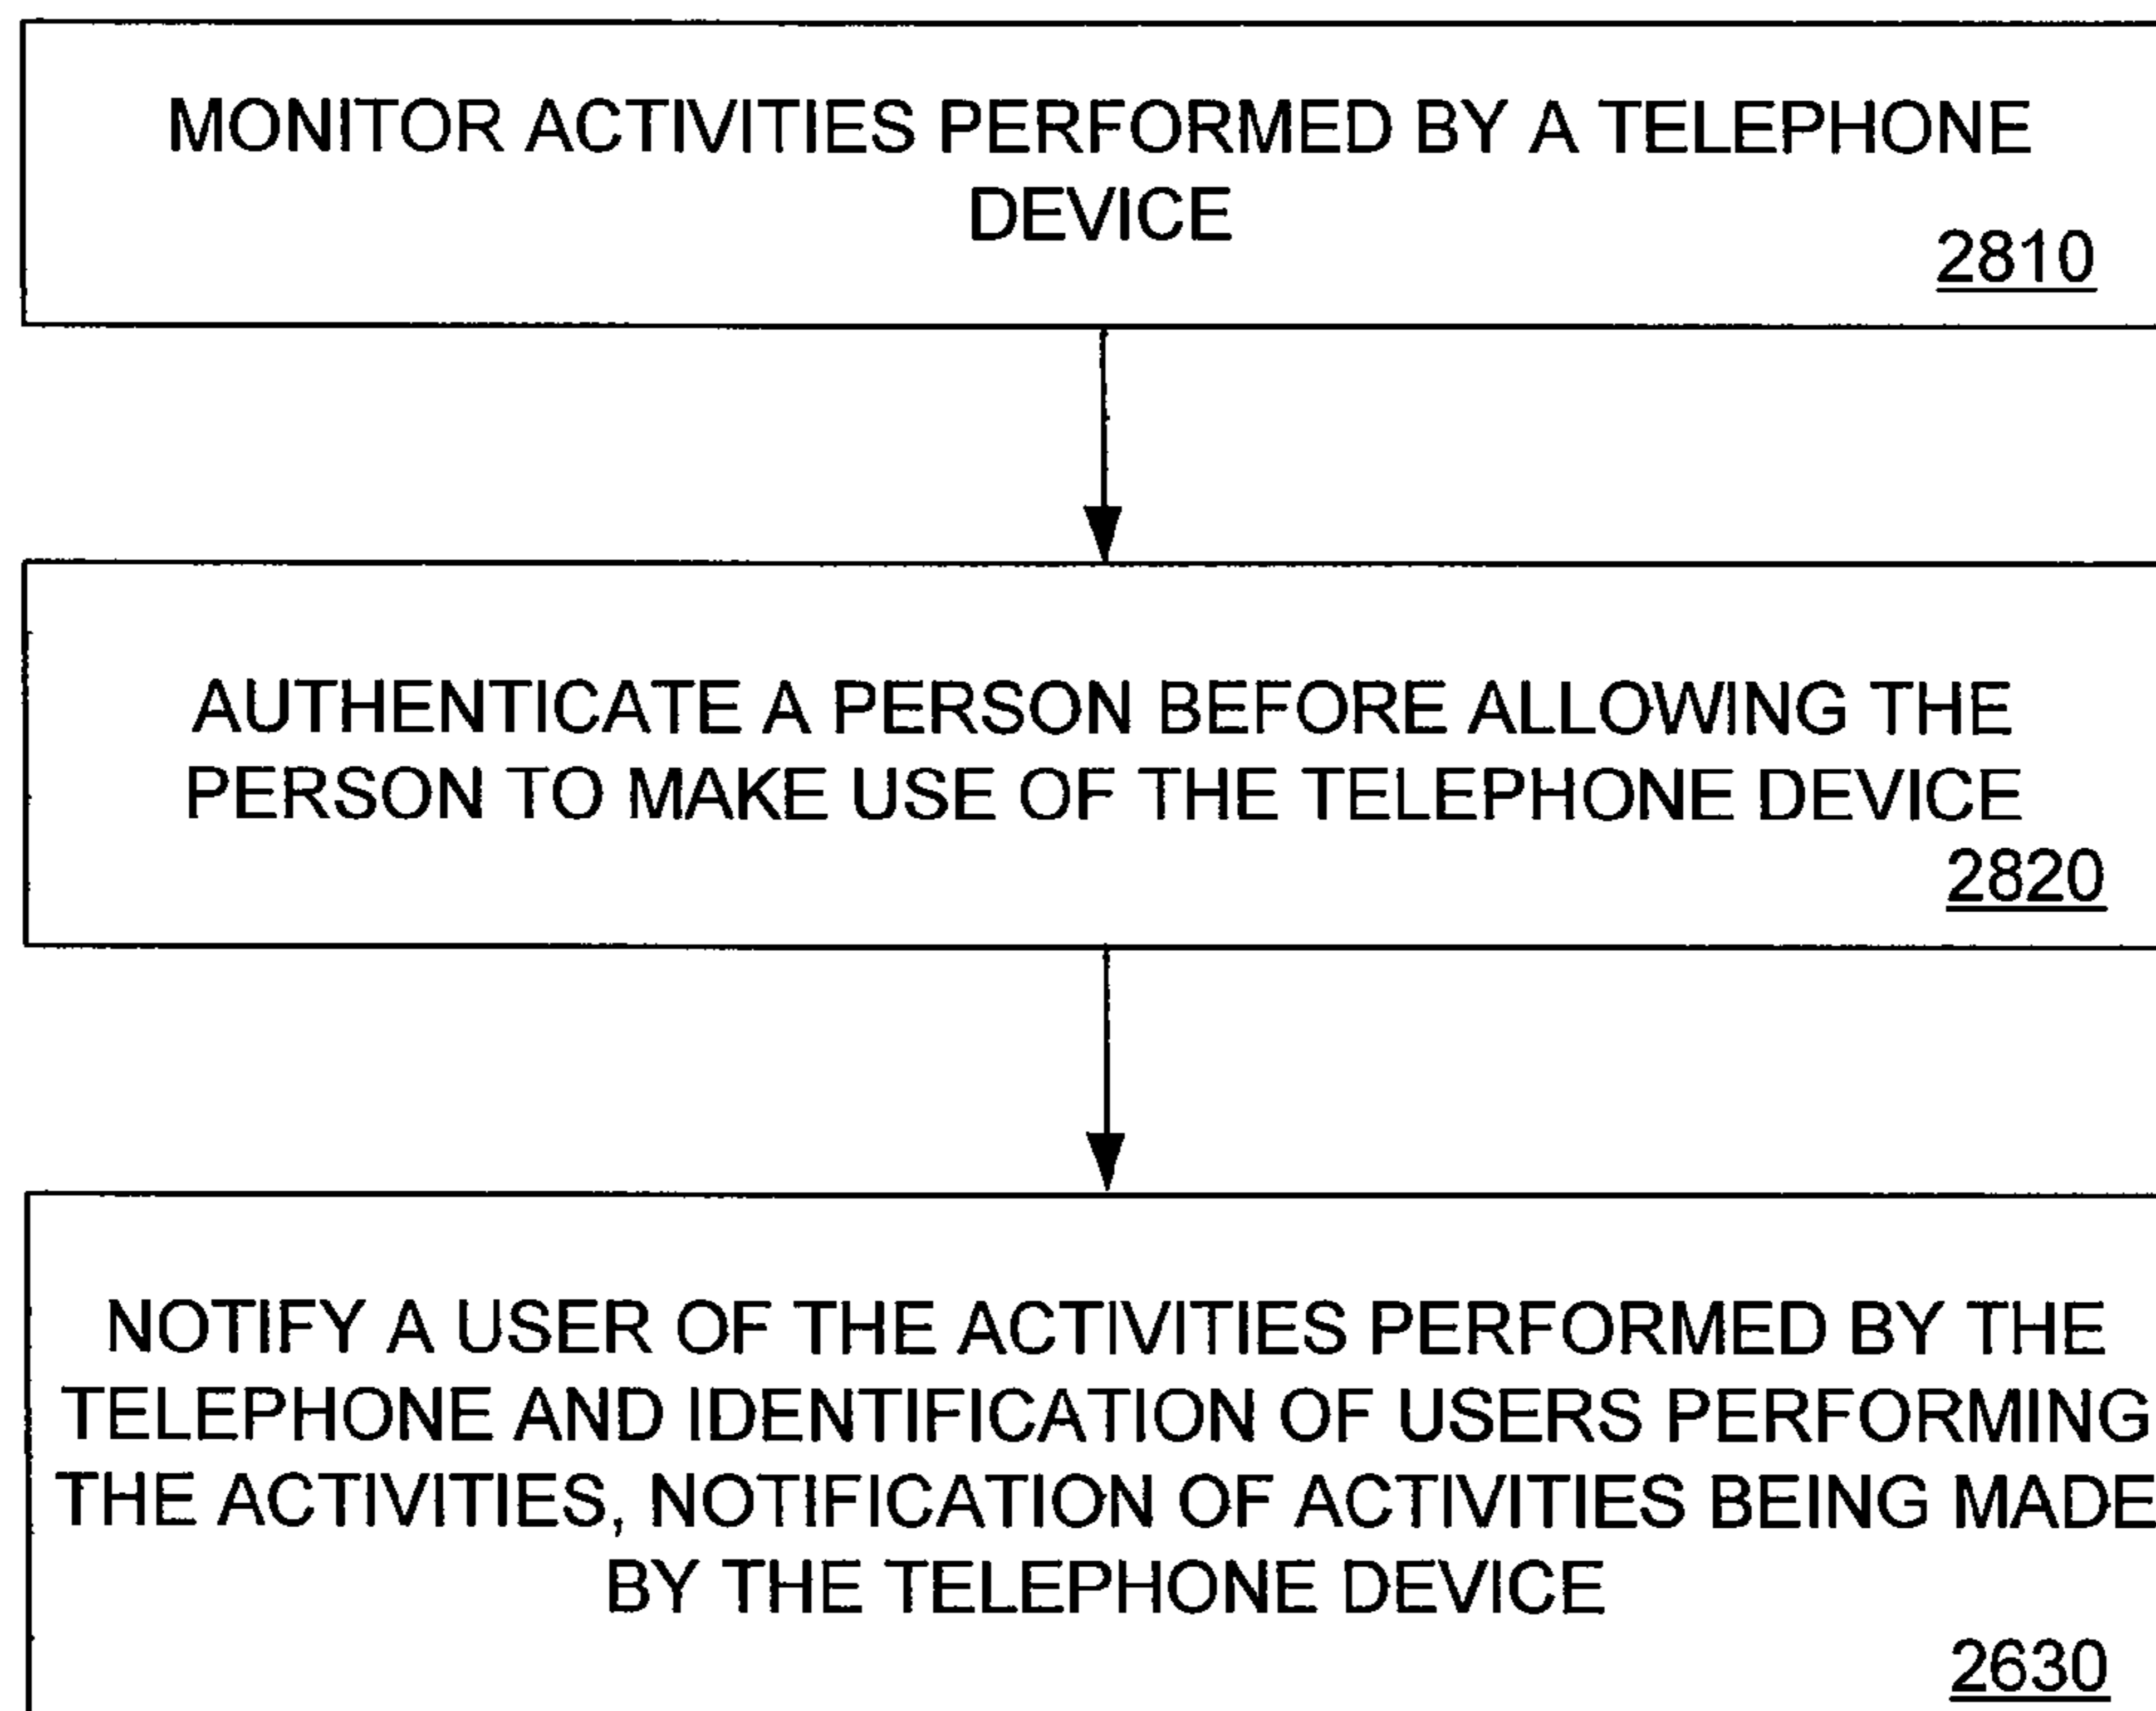 MONITOR ACTIVITIES PERFORMED BY A TELEPHONE
DEVICE
2810
AUTHENTICATE A PERSON BEFORE ALLOWING THE
PERSON TO MAKE USE OF THE TELEPHONE DEVICE
2820
NOTIFY A USER OF THE ACTIVITIES PERFORMED BY THE
TELEPHONE AND IDENTIFICATION OF USERS PERFORMING
THE ACTIVITIES, NOTIFICATION OF ACTIVITIES BEING MADE
BY THE TELEPHONE DEVICE
2630